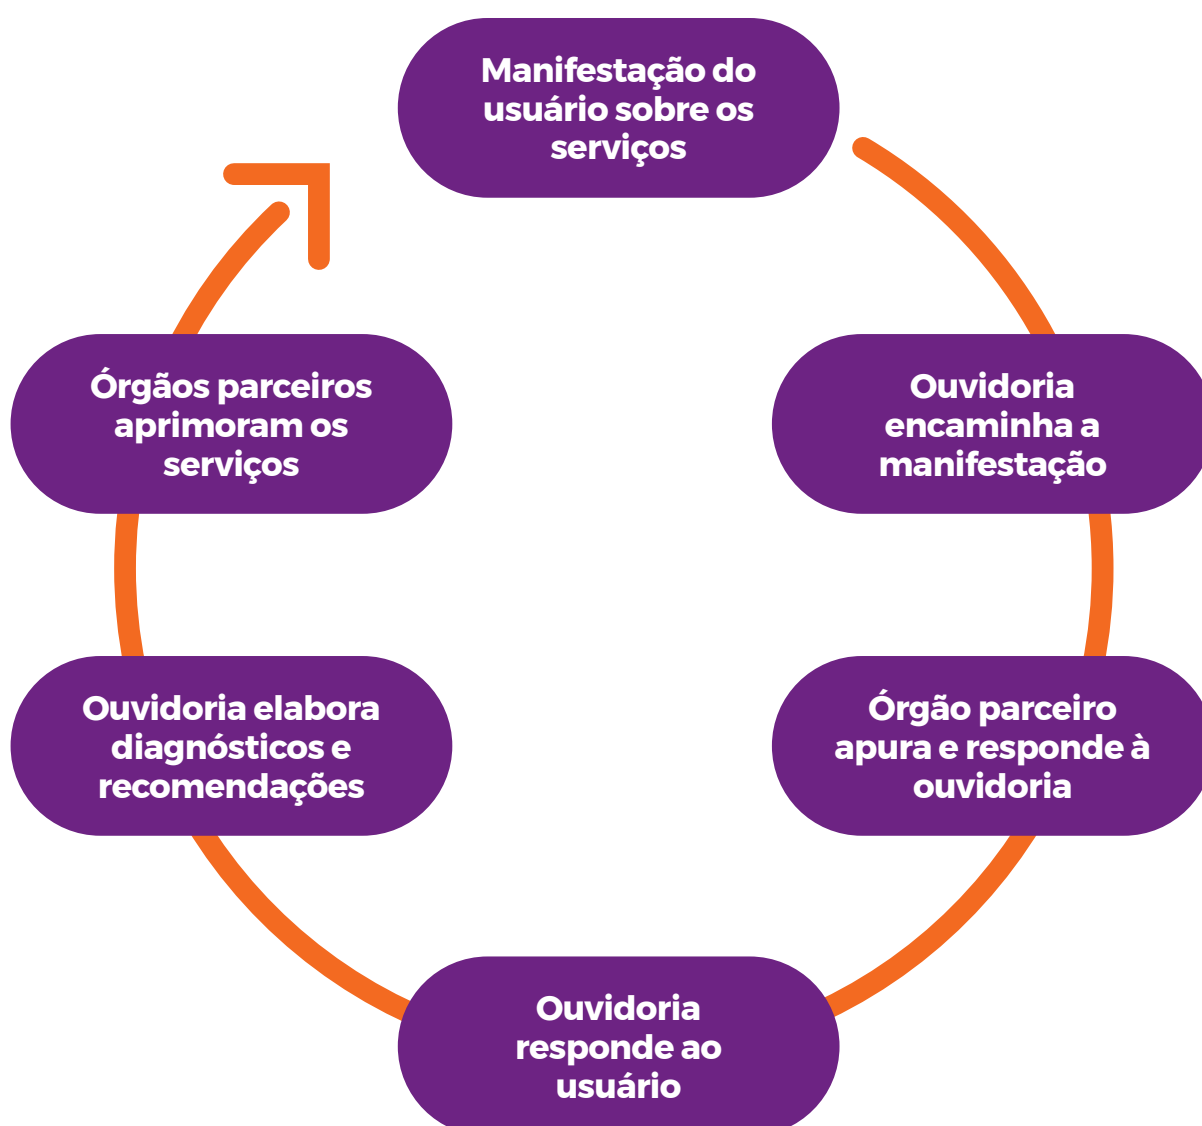 Manifestação do
usuário sobre os
serviços
Ouvidoria
encaminha a
manifestação
Órgão parceiro
apura e responde à
ouvidoria
Ouvidoria
responde ao
usuário
Ouvidoria elabora
diagnósticos e
recomendações
Órgãos parceiros
aprimoram os
serviços